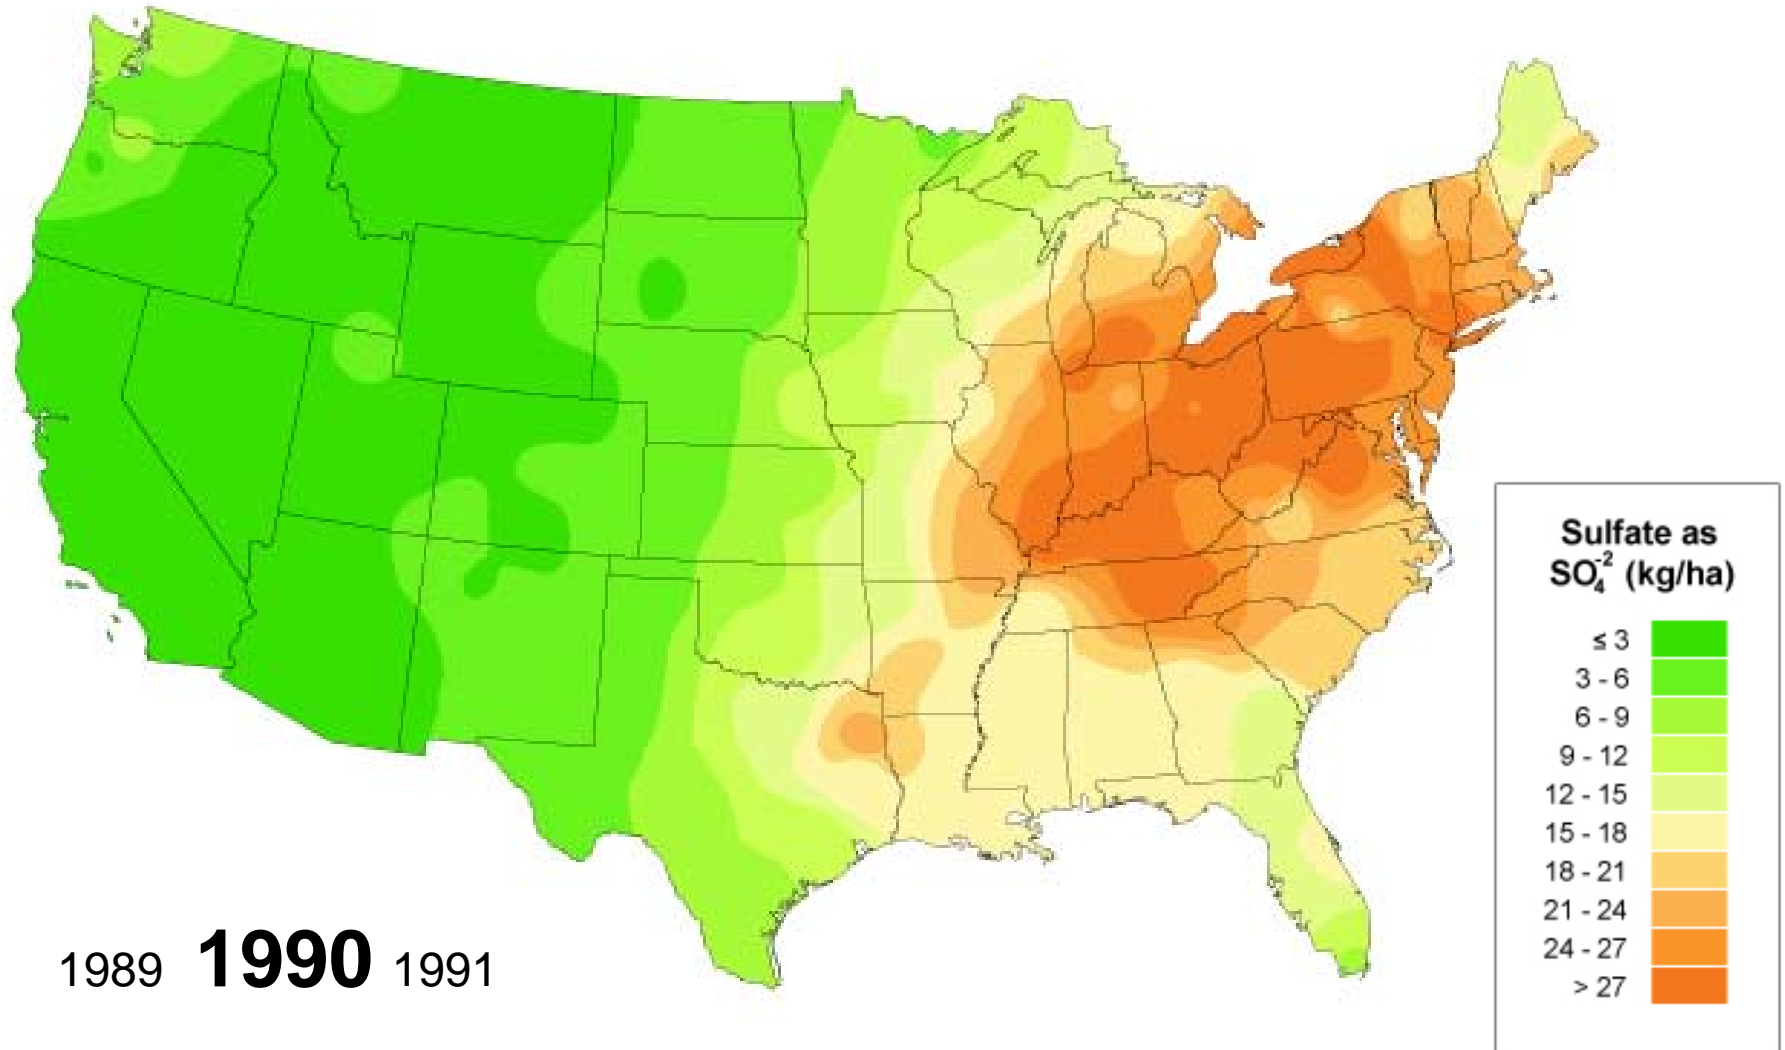 Sulfate as
SO₄⁻² (kg/ha)
≤ 3
3 - 6
6 - 9
9 - 12
12 - 15
15 - 18
18 - 21
21 - 24
24 - 27
> 27
1989 1990 1991